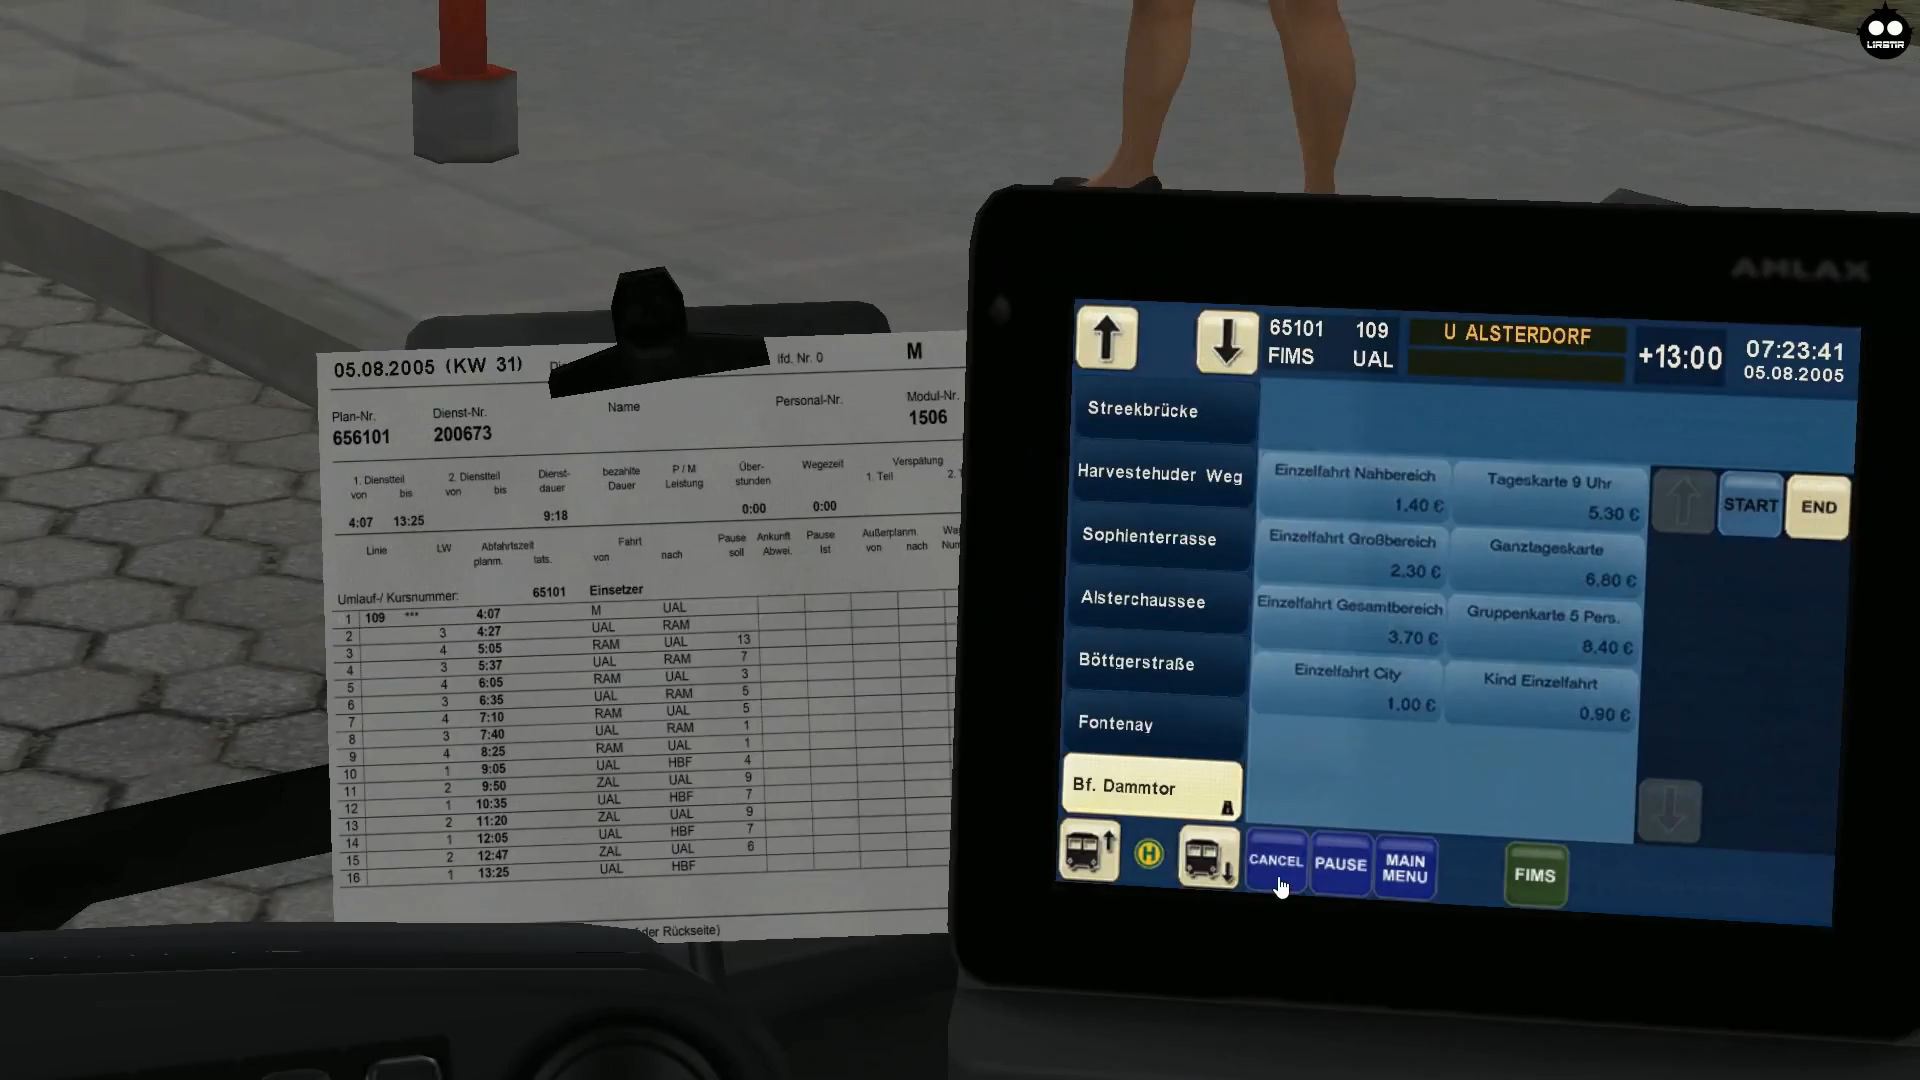 LIRSTIR
AHLAX
05.08.2005 (KW 31)
lfd. Nr. 0
M
Plan-Nr.
656101
Dienst-Nr.
200673
Name
Personal-Nr.
Modul-Nr.
1506
1. Dienstteil
von bis
4:07 13:25
2. Dienstteil
von bis
Dienst-
dauer
9:18
bezahlte
Dauer
P / M
Leistung
Über-
stunden
0:00
Wegezeit
0:00
Verspätung
1. Teil
Linie LW
Abfahrtszeit
planm. tats.
Fahrt
von nach
Pause
soll
Ankunft
Abwei.
Pause
Ist
Außerplanm.
von nach
Umlauf-/ Kursnummer: 65101 Einsetzer
1 109 *** 4:07 M UAL
2 3 4:27 UAL RAM
3 4 5:05 RAM UAL 13
4 3 5:37 UAL RAM 7
5 4 6:05 RAM UAL 3
6 3 6:35 UAL RAM 5
7 4 7:10 RAM UAL 5
8 3 7:40 UAL RAM 1
9 4 8:25 RAM UAL 1
10 1 9:05 UAL HBF 4
11 2 9:50 ZAL UAL 9
12 1 10:35 UAL HBF 7
13 2 11:20 ZAL UAL 9
14 1 12:05 UAL HBF 7
15 2 12:47 ZAL UAL 6
16 1 13:25 UAL HBF
der Rückseite)
65101 109
FIMS UAL
U ALSTERDORF
+13:00
07:23:41
05.08.2005
Streekbrücke
Harvestehuder Weg
Sophienterrasse
Alsterchaussee
Böttgerstraße
Fontenay
Bf. Dammtor
Einzelfahrt Nahbereich
1.40 €
Tageskarte 9 Uhr
5.30 €
Einzelfahrt Großbereich
2.30 €
Ganztageskarte
6.80 €
Einzelfahrt Gesamtbereich
3.70 €
Gruppenkarte 5 Pers.
8.40 €
Einzelfahrt City
1.00 €
Kind Einzelfahrt
0.90 €
START
END
H
CANCEL
PAUSE
MAIN
MENU
FIMS